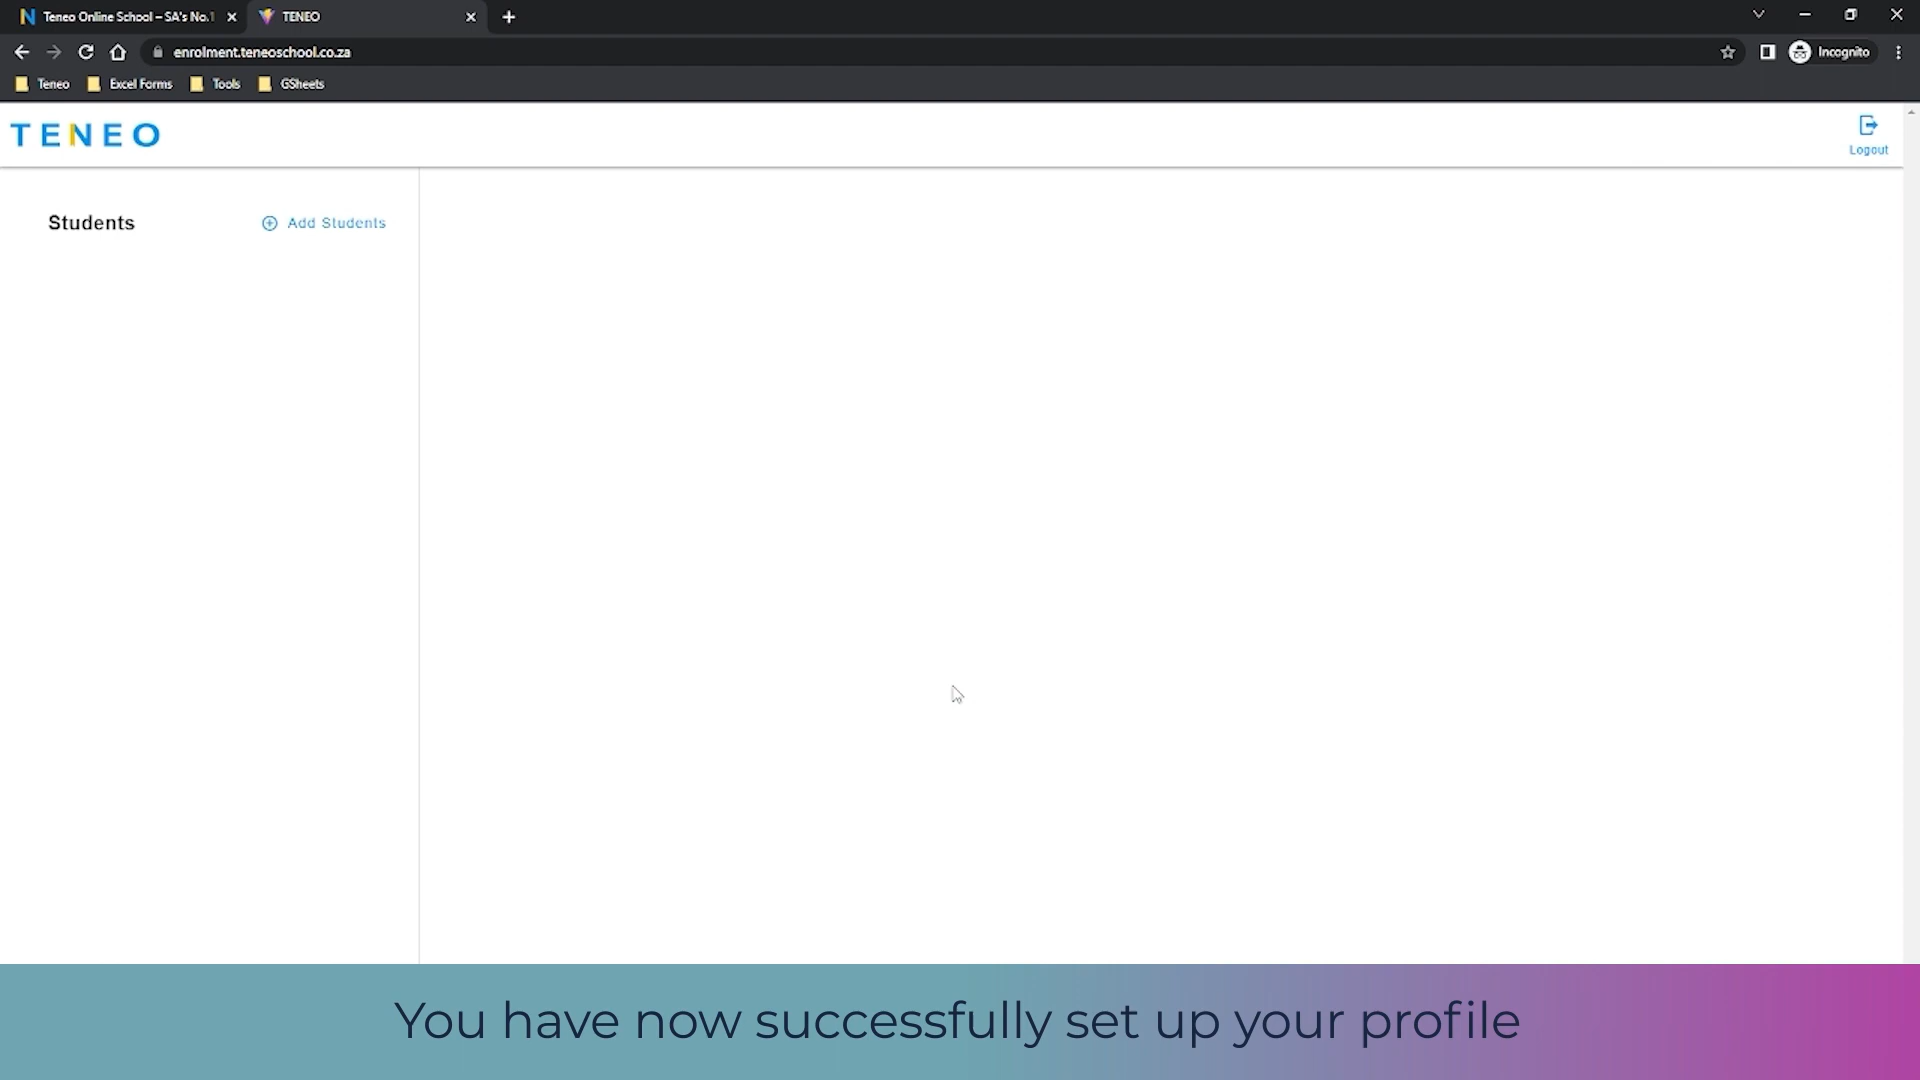 Teneo Online School – SA's No.1
TENEO
enrolment.teneoschool.co.za
Incognito
Teneo
Excel Forms
Tools
GSheets
TENEO
Logout
Students
Add Students
You have now successfully set up your profile